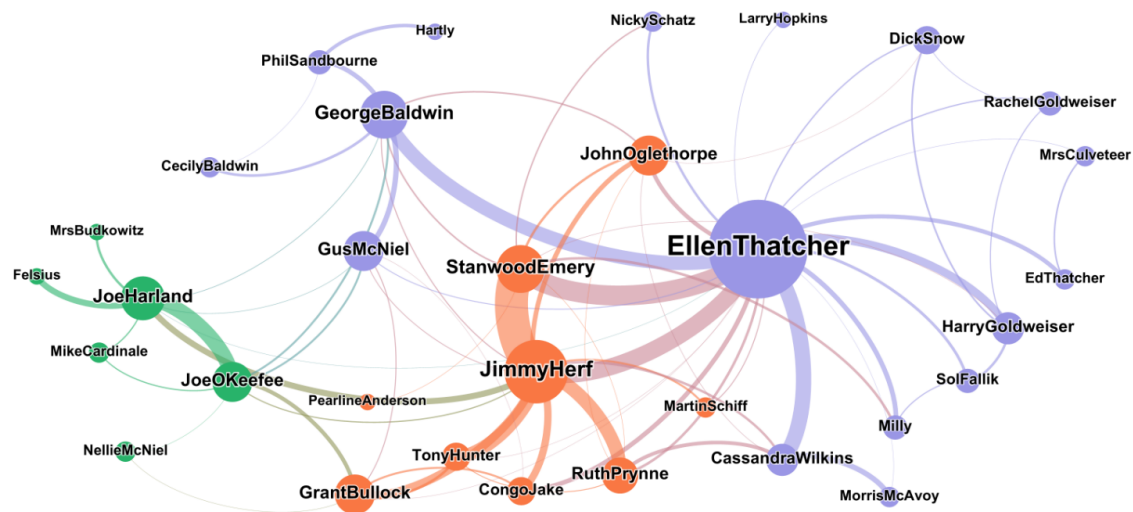 NickySchatz
LarryHopkins
Hartly
DickSnow
PhilSandbourne
RachelGoldweiser
GeorgeBaldwin
JohnOglethorpe
MrsCulveteer
CecilyBaldwin
MrsBudkowitz
GusMcNiel
EllenThatcher
StanwoodEmery
Felsius
EdThatcher
JoeHarland
HarryGoldweiser
MikeCardinale
JimmyHerf
JoeOKeefee
SolFallik
PearlineAnderson
MartinSchiff
Milly
NellieMcNiel
TonyHunter
CassandraWilkins
RuthPrynne
GrantBullock
CongoJake
MorrisMcAvoy